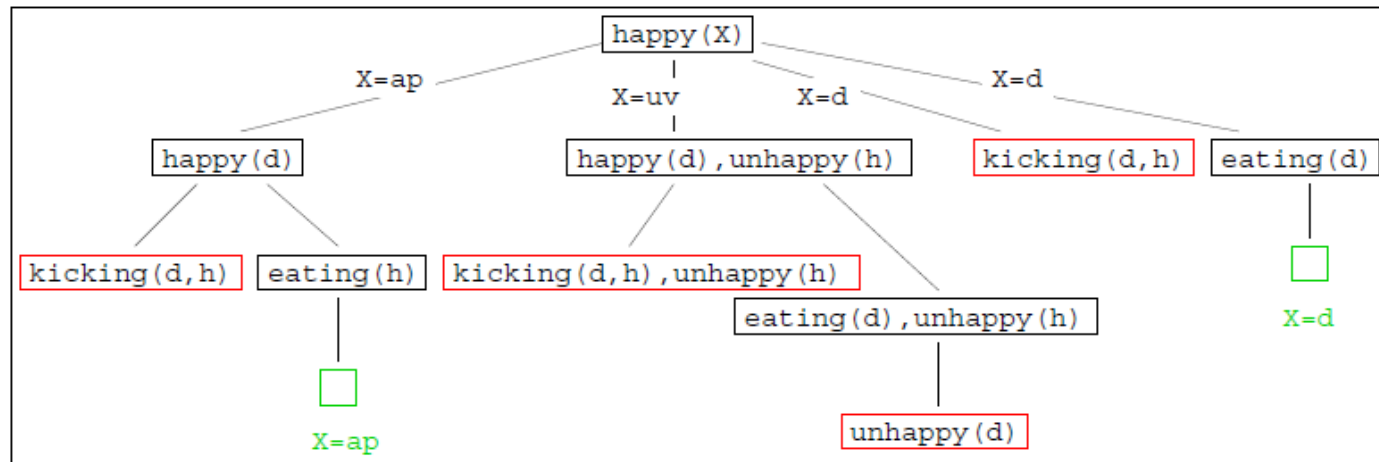 happy(X)
X=ap
X=uv
X=d
X=d
happy(d)
happy(d),unhappy(h)
kicking(d,h)
eating(d)
kicking(d,h)
eating(h)
kicking(d,h),unhappy(h)
eating(d),unhappy(h)
X=d
unhappy(d)
X=ap